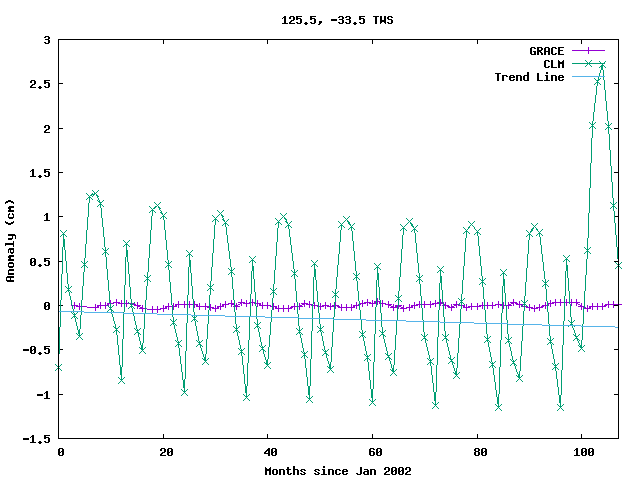 125.5, -33.5 TWS
GRACE
CLM
Trend Line
3
2.5
2
1.5
1
0.5
0
-0.5
-1
-1.5
Anomaly (cm)
0 20 40 60 80 100
Months since Jan 2002